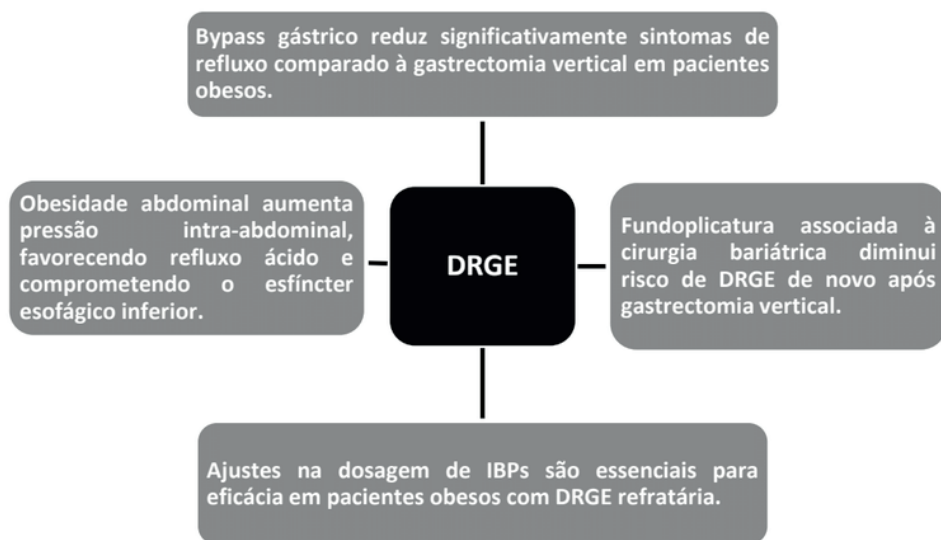 Bypass gástrico reduz significativamente sintomas de
refluxo comparado à gastrectomia vertical em pacientes
obesos.
Obesidade abdominal aumenta
pressão intra-abdominal,
favorecendo refluxo ácido e
comprometendo o esfíncter
esofágico inferior.
DRGE
Fundoplicatura associada à
cirurgia bariátrica diminui
risco de DRGE de novo após
gastrectomia vertical.
Ajustes na dosagem de IBPs são essenciais para
eficácia em pacientes obesos com DRGE refratária.